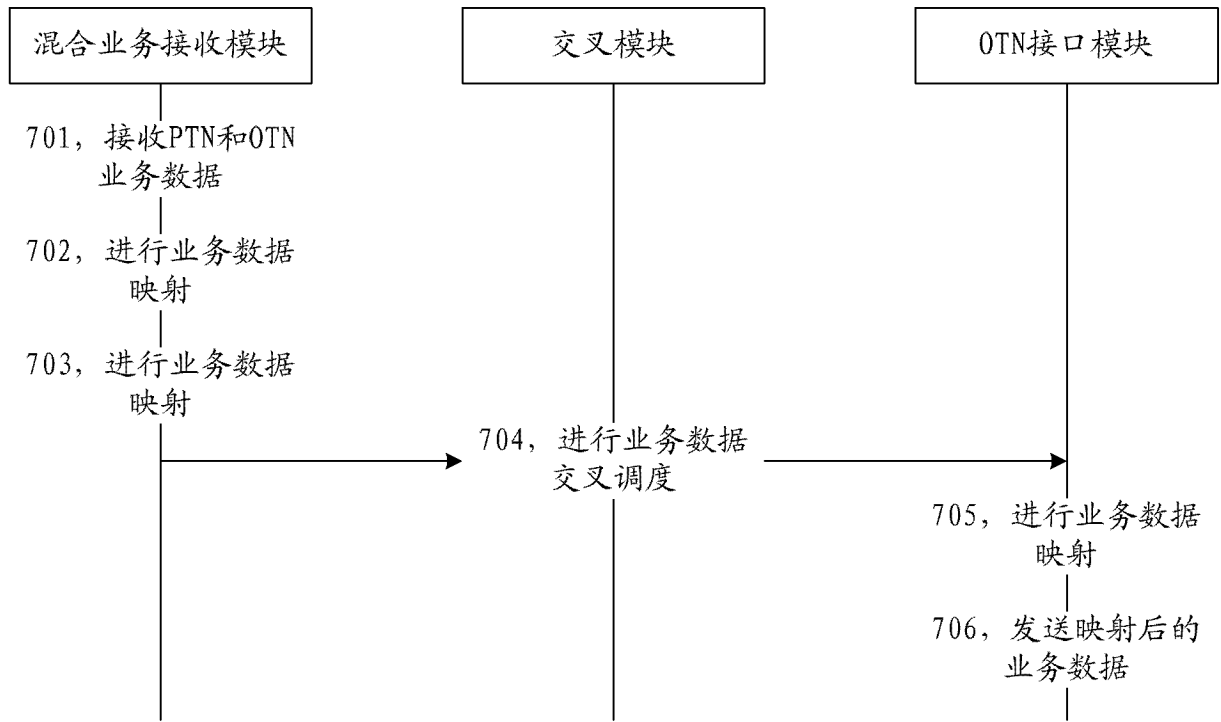 混合业务接收模块
交叉模块
OTN接口模块
701, 接收PTN和OTN
业务数据
702, 进行业务数据
映射
703, 进行业务数据
映射
704, 进行业务数据
交叉调度
705, 进行业务数据
映射
706, 发送映射后的
业务数据